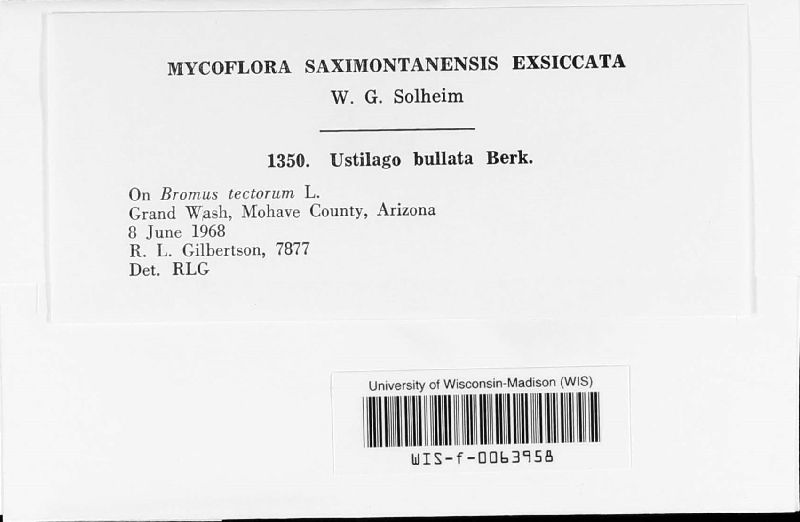 MYCOFLORA SAXIMONTANENSIS EXSICCATA
W. G. Solheim
1350. Ustilago bullata Berk.
On Bromus tectorum L.
Grand Wash, Mohave County, Arizona
8 June 1968
R. L. Gilbertson, 7877
Det. RLG
University of Wisconsin-Madison (WIS)
WIS-f-0063958